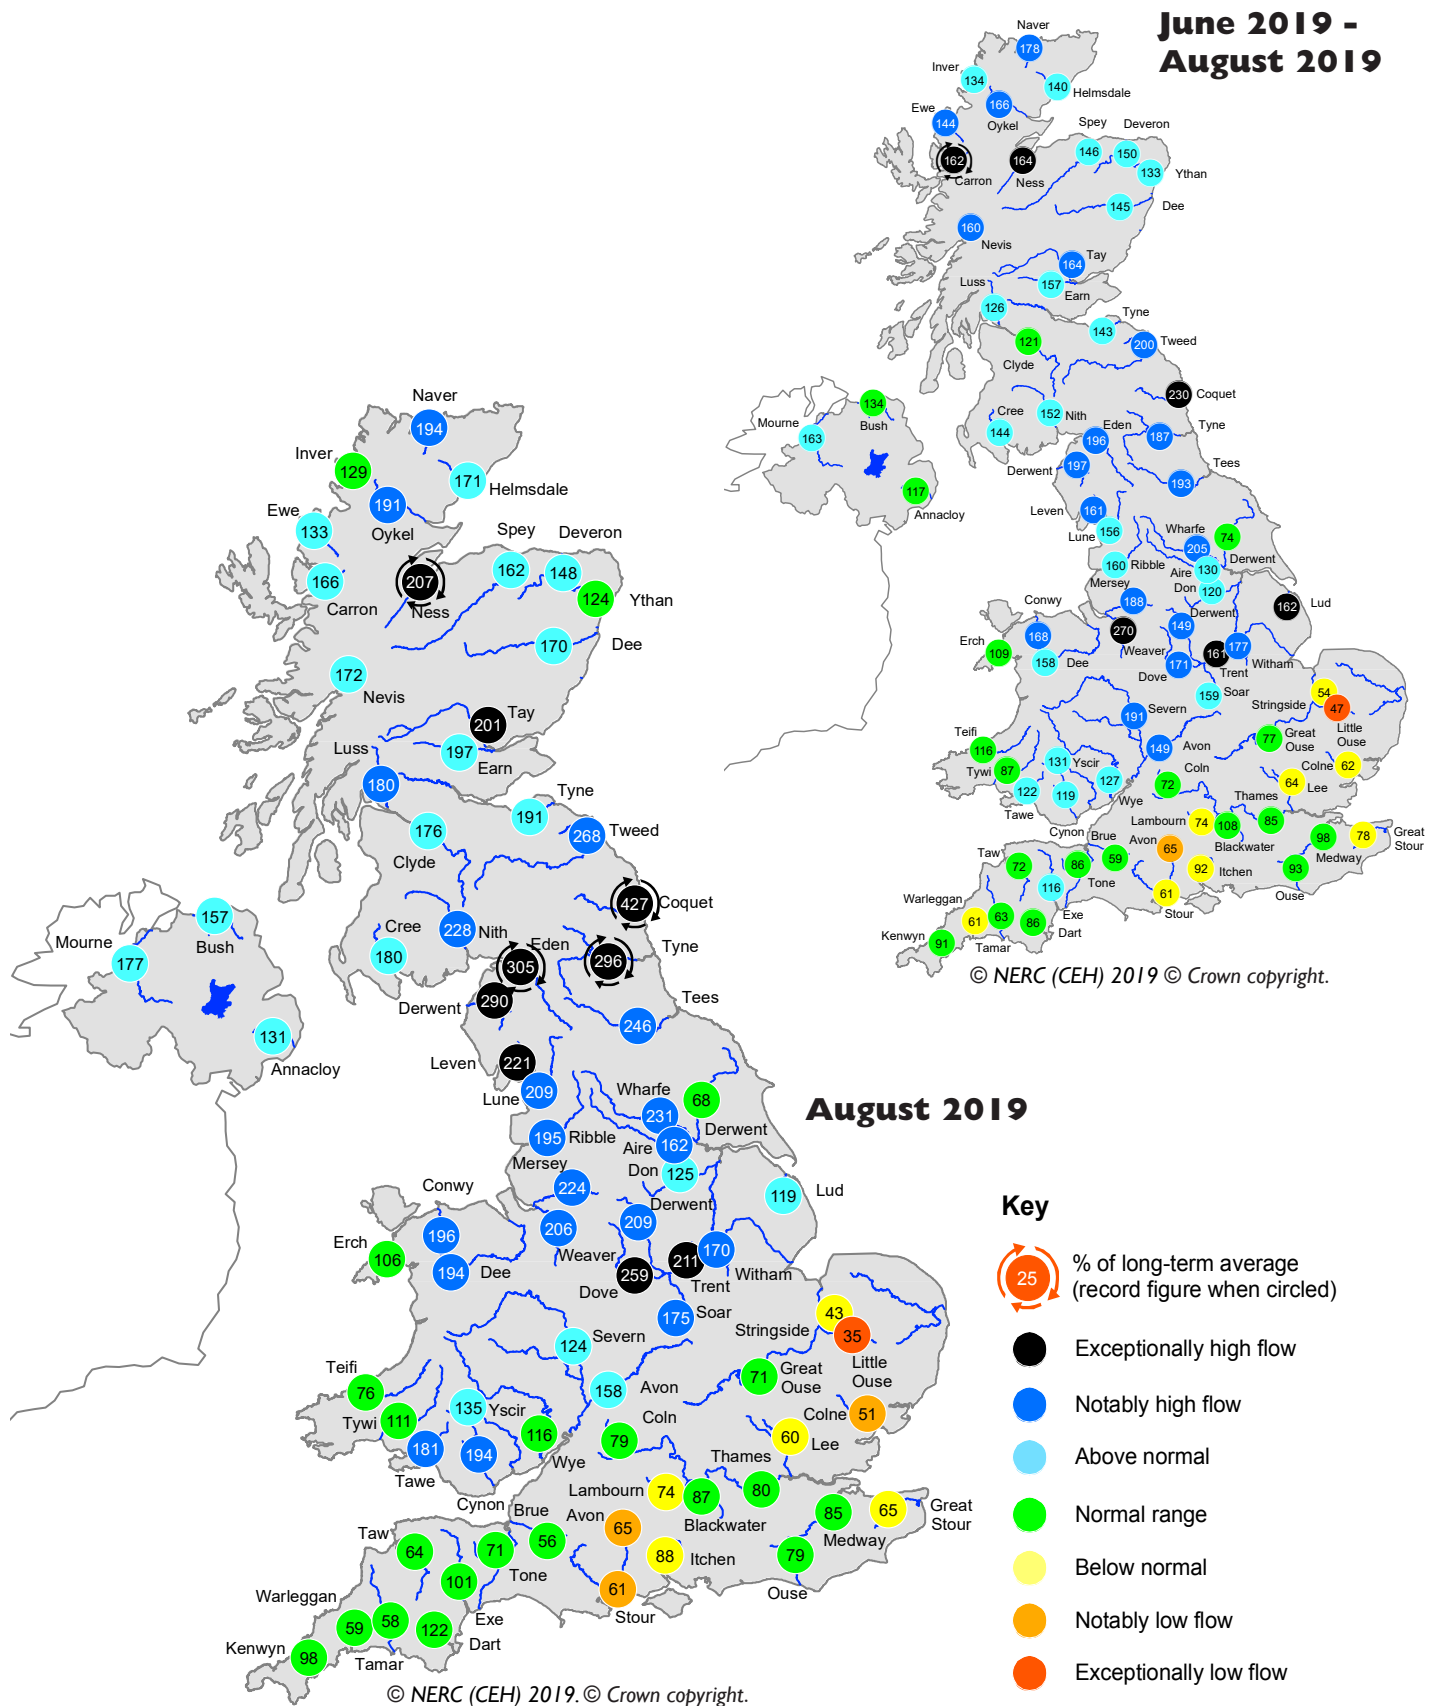 June 2019 -
August 2019
Naver
178
Inver
134
140
Helmsdale
166
Oykel
Ewe
144
Spey
Deveron
162
Carron
164
Ness
146
150
133
Ythan
145
Dee
160
Nevis
Tay
164
Luss
157
Earn
126
Tyne
143
200
Tweed
121
Clyde
230
Coquet
134
Bush
Mourne
163
Cree
144
152
Nith
Eden
196
187
Tyne
Derwent
197
Tees
193
117
Annacloy
Leven
161
Lune
156
Wharfe
205
74
Derwent
160
Ribble
Aire
130
Mersey
Don
120
188
Derwent
162
Lud
Conwy
168
270
Weaver
149
161
177
Trent
Witham
Erch
109
158
Dee
Dove
171
159
Soar
54
Stringside
47
Little
Ouse
191
Severn
77
Great
Ouse
Teifi
116
149
Avon
Tywi
87
131
Yscir
127
Coln
72
Colne
62
122
Tawe
119
Wye
64
Lee
Cynon
Thames
Lambourn
74
108
Blackwater
85
98
Medway
78
Great
Stour
Brue
59
Avon
65
Taw
72
86
Tone
92
Itchen
93
Ouse
116
Exe
61
Stour
Warleggan
61
63
Tamar
86
Dart
Kenwyn
91
© NERC (CEH) 2019 © Crown copyright.
August 2019
Naver
194
Inver
129
171
Helmsdale
191
Oykel
Ewe
133
Spey
Deveron
166
Carron
207
Ness
162
148
124
Ythan
170
Dee
172
Nevis
201
Tay
Luss
197
Earn
180
Tyne
191
268
Tweed
176
Clyde
427
Coquet
157
Bush
Mourne
177
Cree
180
228
Nith
Eden
305
296
Tyne
Derwent
290
Tees
246
131
Annacloy
Leven
221
Lune
209
Wharfe
231
68
Derwent
195
Ribble
Aire
162
Mersey
Don
125
224
Derwent
119
Lud
Conwy
196
206
Weaver
209
211
170
Trent
Witham
Erch
106
194
Dee
259
Dove
175
Soar
43
Stringside
35
Little
Ouse
124
Severn
71
Great
Ouse
Teifi
76
158
Avon
Tywi
111
135
Yscir
116
Wye
Coln
79
Colne
51
181
Tawe
194
60
Lee
Cynon
Thames
Lambourn
74
87
Blackwater
80
85
Medway
65
Great
Stour
Brue
56
Avon
65
Taw
64
71
Tone
88
Itchen
79
Ouse
101
Exe
61
Stour
Warleggan
59
58
Tamar
122
Dart
Kenwyn
98
© NERC (CEH) 2019. © Crown copyright.
Key
25
% of long-term average
(record figure when circled)
Exceptionally high flow
Notably high flow
Above normal
Normal range
Below normal
Notably low flow
Exceptionally low flow